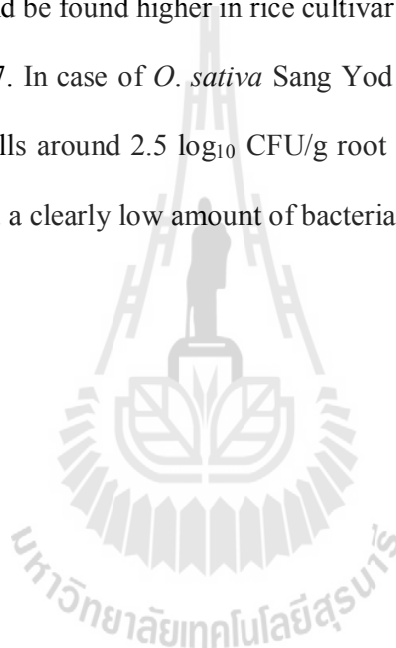 d be found higher in rice cultivar
7. In case of O. sativa Sang Yod
lls around 2.5 log₁₀ CFU/g root
a clearly low amount of bacteria
มหาวิทยาลัยเทคโนโลยีสุรนารี